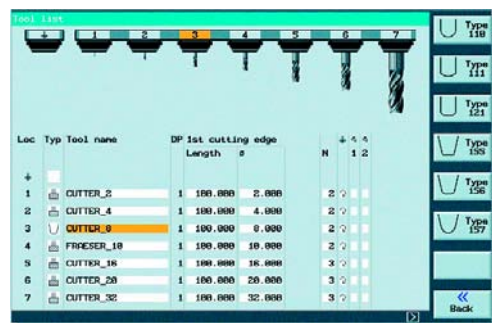 Tool list
1 2 3 4 5 6 7
Type 110
Type 111
Type 121
Type 155
Type 156
Type 157
Back
Loc Typ Tool name DP 1st cutting edge
Length ø N 1 2
1 CUTTER_2 1 100.000 2.000 2
2 CUTTER_4 1 100.000 4.000 2
3 CUTTER_8 1 100.000 8.000 2
4 FRAESER_10 1 100.000 10.000 2
5 CUTTER_16 1 100.000 16.000 3
6 CUTTER_20 1 100.000 20.000 3
7 CUTTER_32 1 100.000 32.000 3